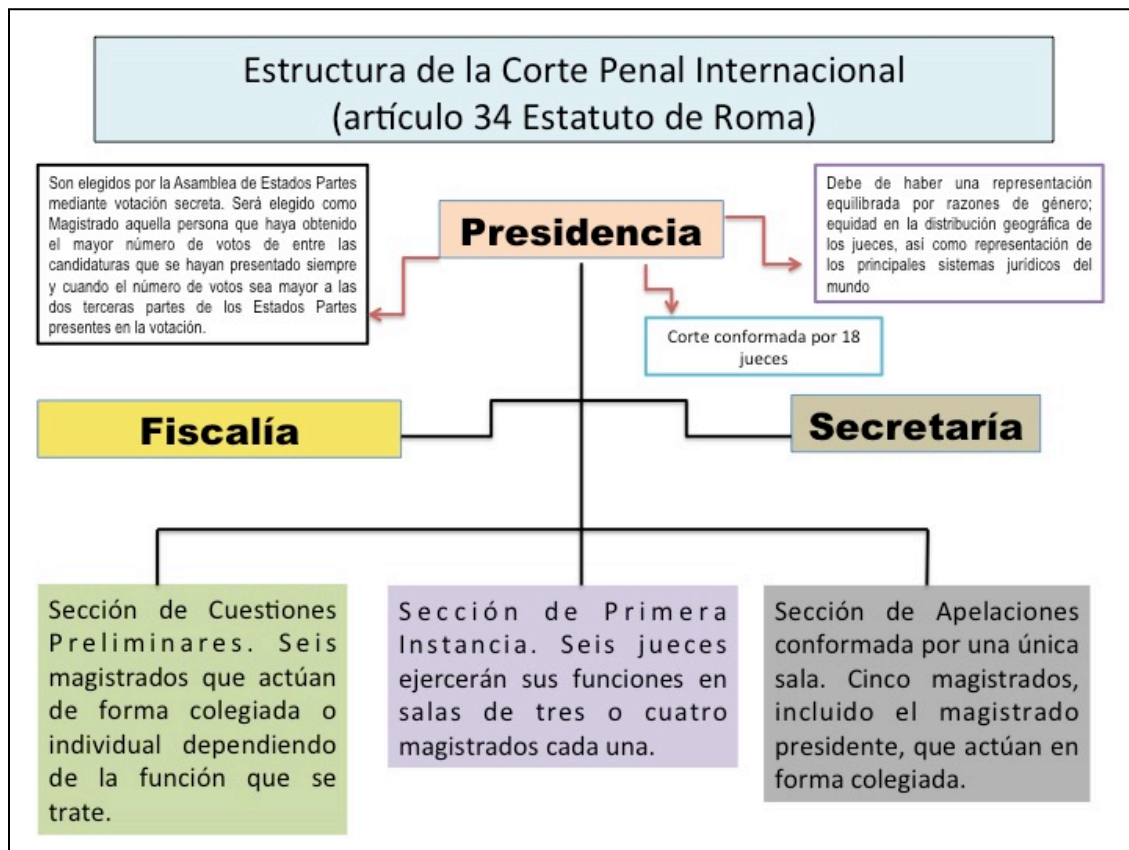 Estructura de la Corte Penal Internacional
(artículo 34 Estatuto de Roma)
Son elegidos por la Asamblea de Estados Partes
mediante votación secreta. Será elegido como
Magistrado aquella persona que haya obtenido
el mayor número de votos de entre las
candidaturas que se hayan presentado siempre
y cuando el número de votos sea mayor a las
dos terceras partes de los Estados Partes
presentes en la votación.
Presidencia
Debe de haber una representación
equilibrada por razones de género;
equidad en la distribución geográfica de
los jueces, así como representación de
los principales sistemas jurídicos del
mundo
Corte conformada por 18
jueces
Fiscalía
Secretaría
Sección de Cuestiones
Preliminares. Seis
magistrados que actúan
de forma colegiada o
individual dependiendo
de la función que se
trate.
Sección de Primera
Instancia. Seis jueces
ejercerán sus funciones en
salas de tres o cuatro
magistrados cada una.
Sección de Apelaciones
conformada por una única
sala. Cinco magistrados,
incluido el magistrado
presidente, que actúan en
forma colegiada.